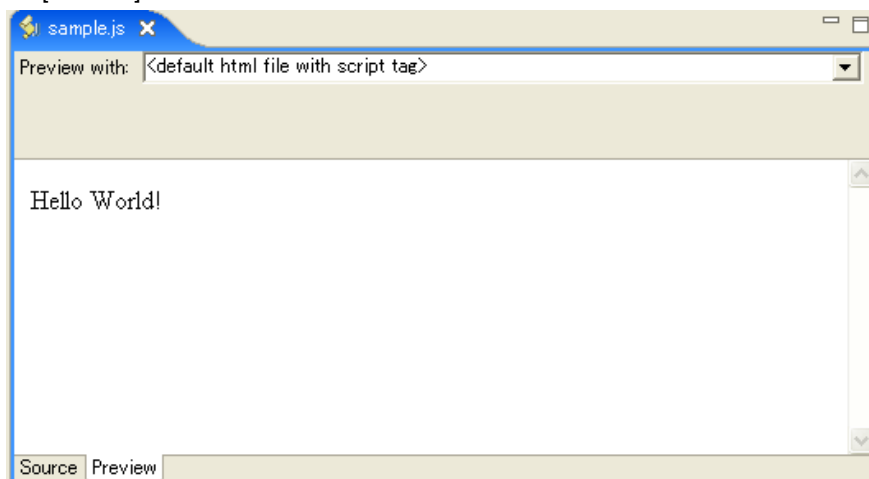 sample.js
Preview with: <default html file with script tag>
Hello World!
Source Preview